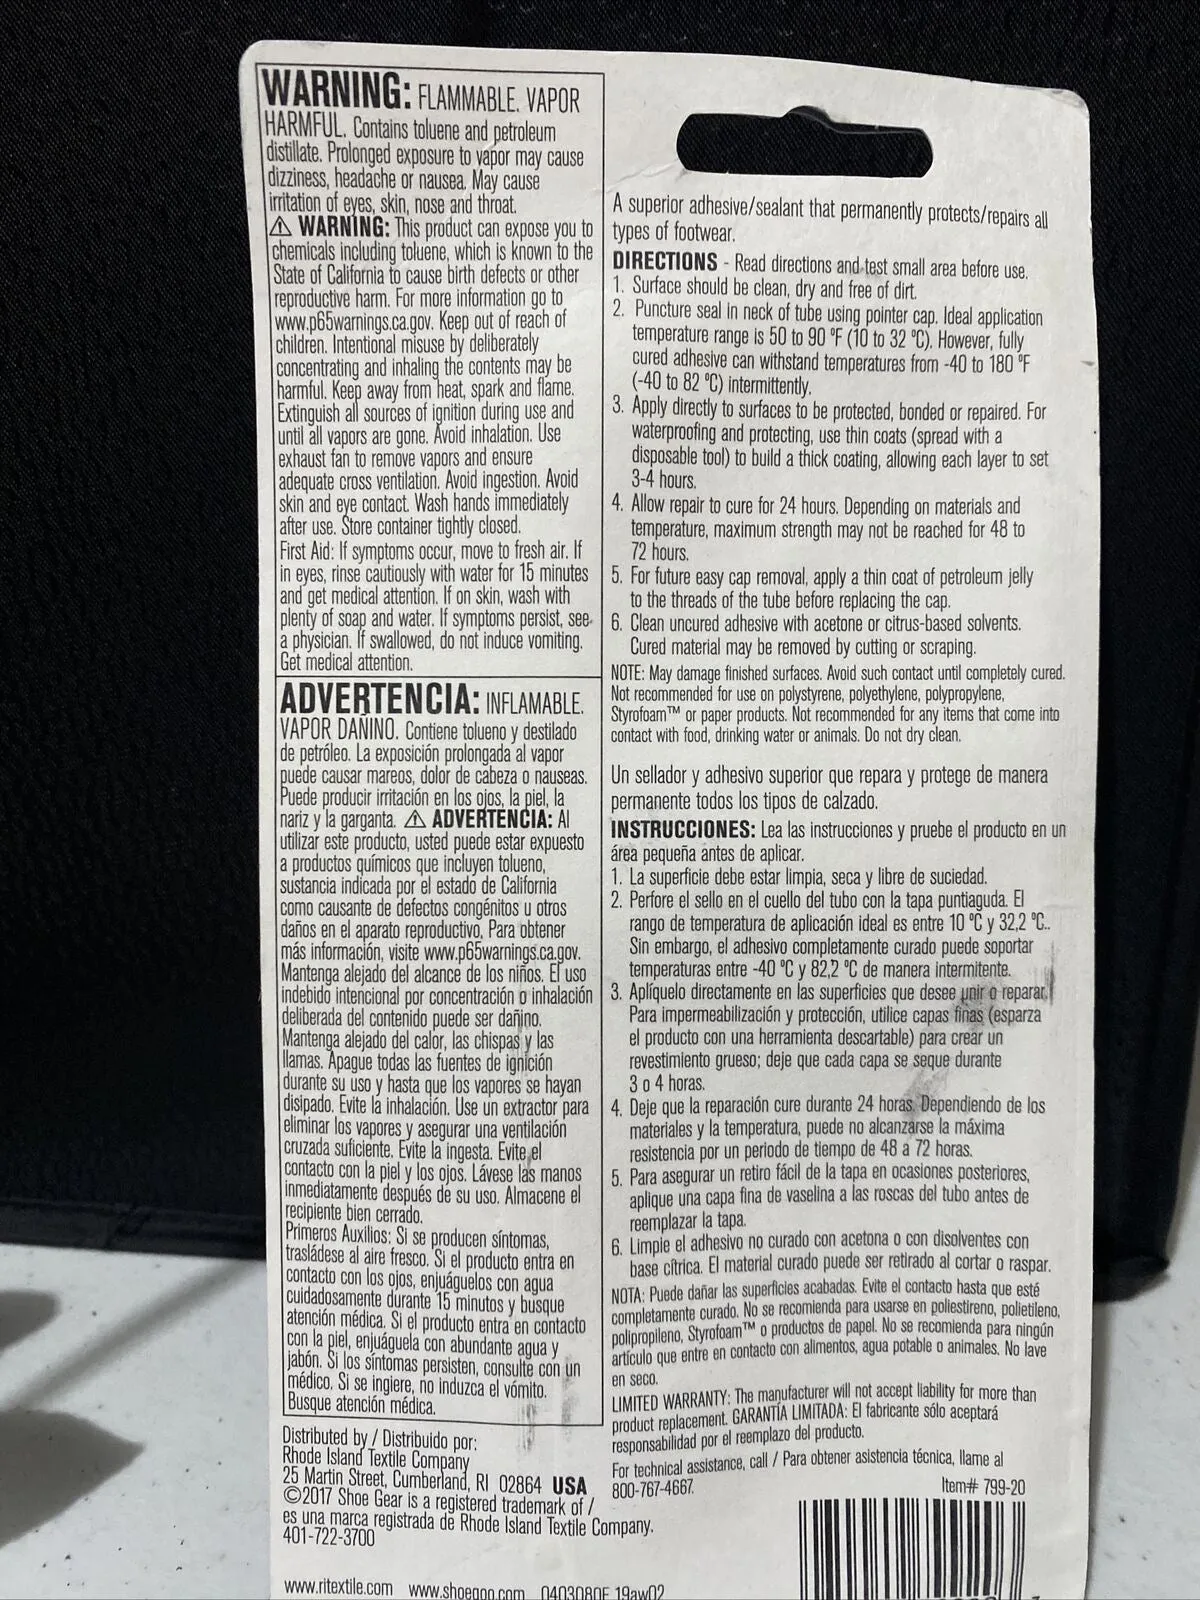 WARNING: FLAMMABLE. VAPOR
HARMFUL. Contains toluene and petroleum
distillate. Prolonged exposure to vapor may cause
dizziness, headache or nausea. May cause
irritation of eyes, skin, nose and throat.
⚠ WARNING: This product can expose you to
chemicals including toluene, which is known to the
State of California to cause birth defects or other
reproductive harm. For more information go to
www.p65warnings.ca.gov. Keep out of reach of
children. Intentional misuse by deliberately
concentrating and inhaling the contents may be
harmful. Keep away from heat, spark and flame.
Extinguish all sources of ignition during use and
until all vapors are gone. Avoid inhalation. Use
exhaust fan to remove vapors and ensure
adequate cross ventilation. Avoid ingestion. Avoid
skin and eye contact. Wash hands immediately
after use. Store container tightly closed.
First Aid: If symptoms occur, move to fresh air. If
in eyes, rinse cautiously with water for 15 minutes
and get medical attention. If on skin, wash with
plenty of soap and water. If symptoms persist, see
a physician. If swallowed, do not induce vomiting.
Get medical attention.
ADVERTENCIA: INFLAMABLE.
VAPOR DAÑINO. Contiene tolueno y destilado
de petróleo. La exposición prolongada al vapor
puede causar mareos, dolor de cabeza o nauseas.
Puede producir irritación en los ojos, la piel, la
nariz y la garganta. ⚠ ADVERTENCIA: Al
utilizar este producto, usted puede estar expuesto
a productos químicos que incluyen tolueno,
sustancia indicada por el estado de California
como causante de defectos congénitos u otros
daños en el aparato reproductivo, Para obtener
más información, visite www.p65warnings.ca.gov.
Mantenga alejado del alcance de los niños. El uso
indebido intencional por concentración o inhalación
deliberada del contenido puede ser dañino.
Mantenga alejado del calor, las chispas y las
llamas. Apague todas las fuentes de ignición
durante su uso y hasta que los vapores se hayan
disipado. Evite la inhalación. Use un extractor para
eliminar los vapores y asegurar una ventilación
cruzada suficiente. Evite la ingesta. Evite el
contacto con la piel y los ojos. Lávese las manos
inmediatamente después de su uso. Almacene el
recipiente bien cerrado.
Primeros Auxilios: Si se producen síntomas,
trasládese al aire fresco. Si el producto entra en
contacto con los ojos, enjuáguelos con agua
cuidadosamente durante 15 minutos y busque
atención médica. Si el producto entra en contacto
con la piel, enjuáguela con abundante agua y
jabón. Si los síntomas persisten, consulte con un
médico. Si se ingiere, no induzca el vómito.
Busque atención médica.
Distributed by / Distribuido por:
Rhode Island Textile Company
25 Martin Street, Cumberland, RI 02864 USA
©2017 Shoe Gear is a registered trademark of /
es una marca registrada de Rhode Island Textile Company.
401-722-3700
www.ritextile.com www.shoegoo.com 0403080F 19aw02
A superior adhesive/sealant that permanently protects/repairs all
types of footwear.
DIRECTIONS - Read directions and test small area before use.
1. Surface should be clean, dry and free of dirt.
2. Puncture seal in neck of tube using pointer cap. Ideal application
temperature range is 50 to 90 °F (10 to 32 °C). However, fully
cured adhesive can withstand temperatures from -40 to 180 °F
(-40 to 82 °C) intermittently.
3. Apply directly to surfaces to be protected, bonded or repaired. For
waterproofing and protecting, use thin coats (spread with a
disposable tool) to build a thick coating, allowing each layer to set
3-4 hours.
4. Allow repair to cure for 24 hours. Depending on materials and
temperature, maximum strength may not be reached for 48 to
72 hours.
5. For future easy cap removal, apply a thin coat of petroleum jelly
to the threads of the tube before replacing the cap.
6. Clean uncured adhesive with acetone or citrus-based solvents.
Cured material may be removed by cutting or scraping.
NOTE: May damage finished surfaces. Avoid such contact until completely cured.
Not recommended for use on polystyrene, polyethylene, polypropylene,
Styrofoam™ or paper products. Not recommended for any items that come into
contact with food, drinking water or animals. Do not dry clean.
Un sellador y adhesivo superior que repara y protege de manera
permanente todos los tipos de calzado.
INSTRUCCIONES: Lea las instrucciones y pruebe el producto en un
área pequeña antes de aplicar.
1. La superficie debe estar limpia, seca y libre de suciedad.
2. Perfore el sello en el cuello del tubo con la tapa puntiaguda. El
rango de temperatura de aplicación ideal es entre 10 °C y 32,2 °C..
Sin embargo, el adhesivo completamente curado puede soportar
temperaturas entre -40 °C y 82,2 °C de manera intermitente.
3. Aplíquelo directamente en las superficies que desee unir o reparar.
Para impermeabilización y protección, utilice capas finas (esparza
el producto con una herramienta descartable) para crear un
revestimiento grueso; deje que cada capa se seque durante
3 o 4 horas.
4. Deje que la reparación cure durante 24 horas. Dependiendo de los
materiales y la temperatura, puede no alcanzarse la máxima
resistencia por un periodo de tiempo de 48 a 72 horas.
5. Para asegurar un retiro fácil de la tapa en ocasiones posteriores,
aplique una capa fina de vaselina a las roscas del tubo antes de
reemplazar la tapa.
6. Limpie el adhesivo no curado con acetona o con disolventes con
base cítrica. El material curado puede ser retirado al cortar o raspar.
NOTA: Puede dañar las superficies acabadas. Evite el contacto hasta que esté
completamente curado. No se recomienda para usarse en poliestireno, polietileno,
polipropileno, Styrofoam™ o productos de papel. No se recomienda para ningún
artículo que entre en contacto con alimentos, agua potable o animales. No lave
en seco.
LIMITED WARRANTY: The manufacturer will not accept liability for more than
product replacement. GARANTÍA LIMITADA: El fabricante sólo aceptará
responsabilidad por el reemplazo del producto.
For technical assistance, call / Para obtener asistencia técnica, llame al
800-767-4667.
Item# 799-20